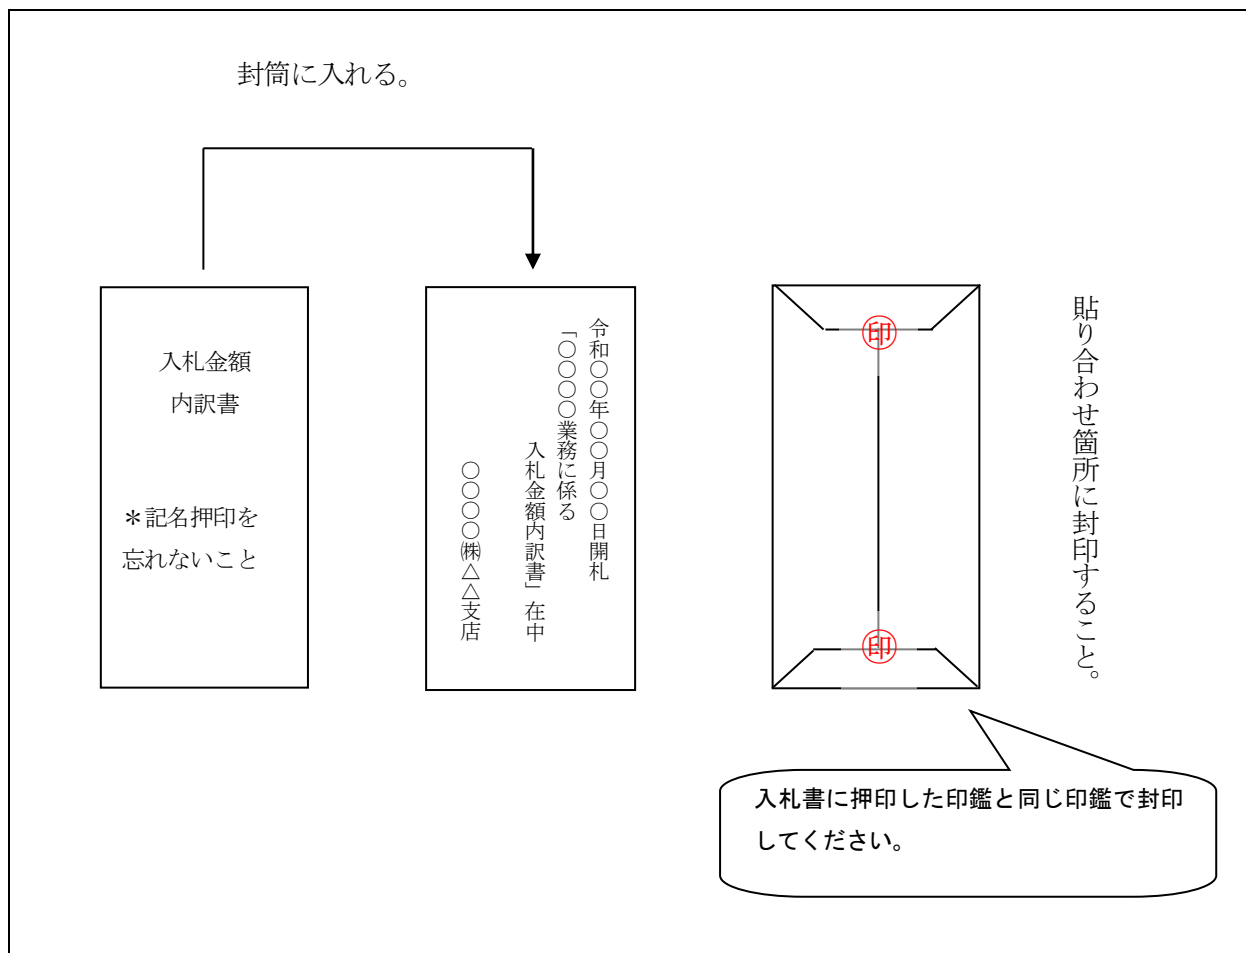 封筒に入れる。
入札金額
内訳書
＊記名押印を
忘れないこと
令和〇〇年〇〇月〇〇日開札
「〇〇〇〇業務に係る
入札金額内訳書」在中
〇〇〇〇㈱△△支店
印
印
貼り合わせ箇所に封印すること。
入札書に押印した印鑑と同じ印鑑で封印
してください。